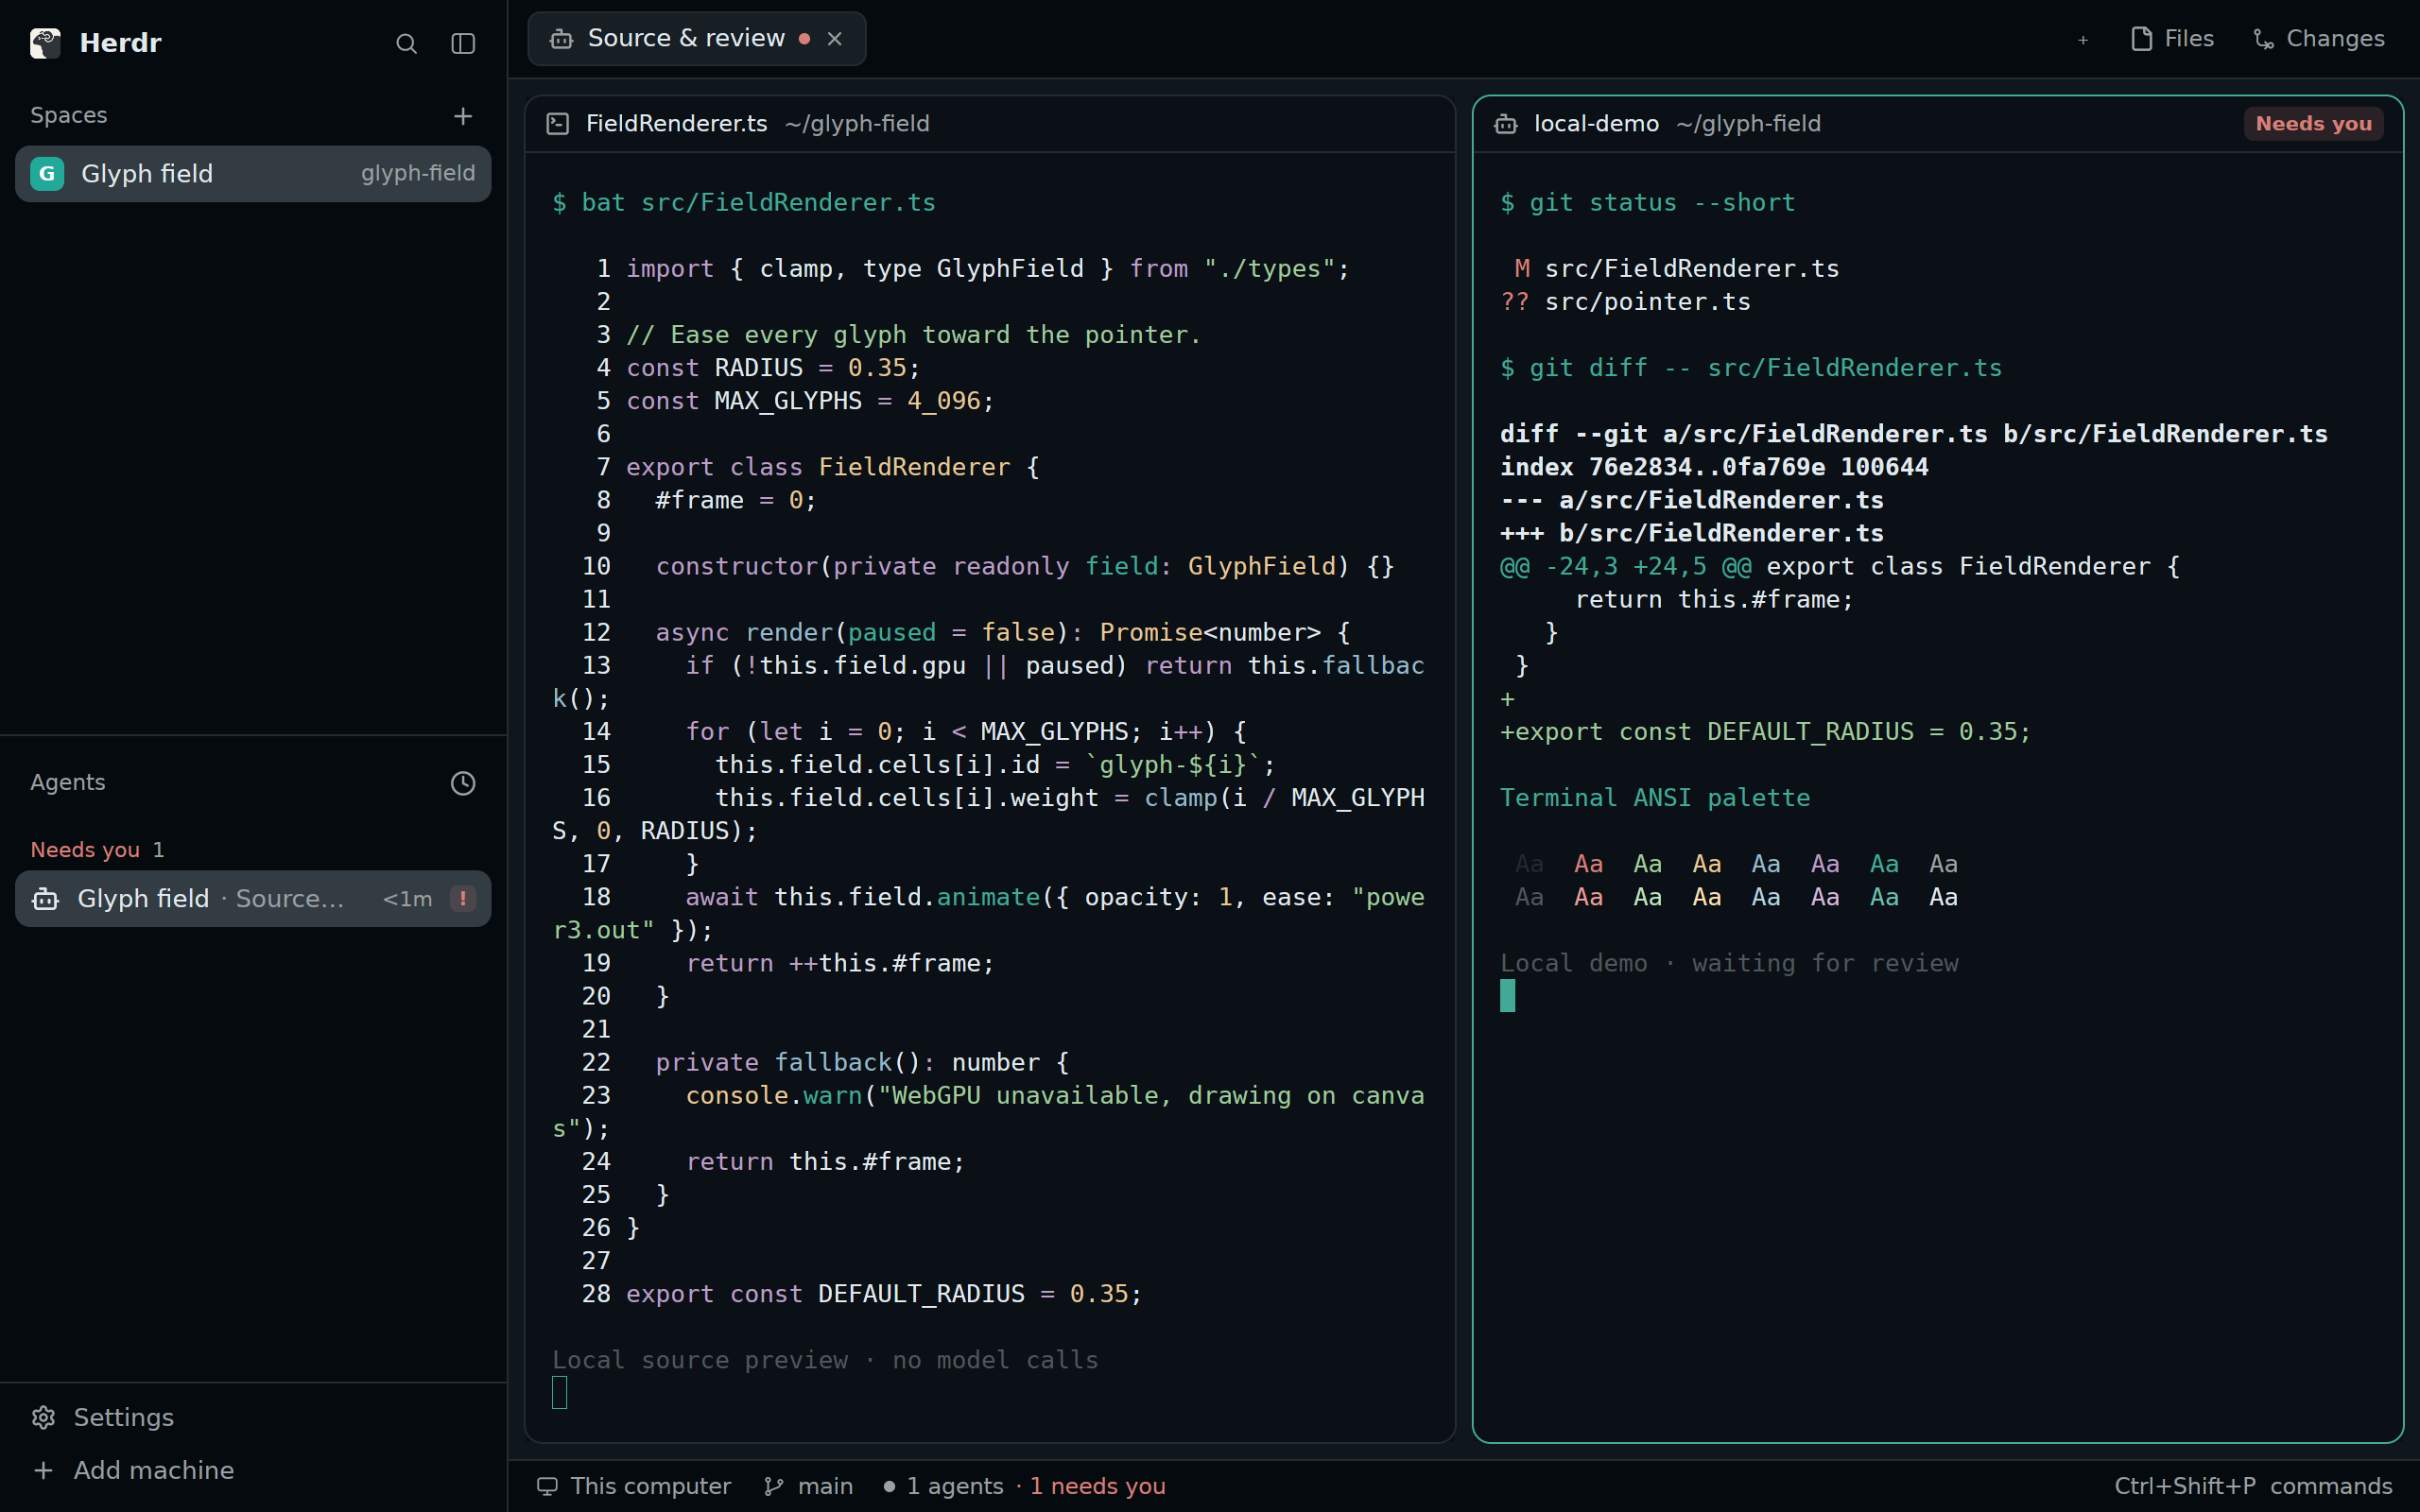 Herdr
Spaces
G Glyph field glyph-field
Agents
Needs you 1
Glyph field · Source… <1m !
Settings
Add machine
Source & review
Files
Changes
FieldRenderer.ts ~/glyph-field
$ bat src/FieldRenderer.ts
1 import { clamp, type GlyphField } from "./types";
2
3 // Ease every glyph toward the pointer.
4 const RADIUS = 0.35;
5 const MAX_GLYPHS = 4_096;
6
7 export class FieldRenderer {
8   #frame = 0;
9
10   constructor(private readonly field: GlyphField) {}
11
12   async render(paused = false): Promise<number> {
13     if (!this.field.gpu || paused) return this.fallbac
k();
14     for (let i = 0; i < MAX_GLYPHS; i++) {
15       this.field.cells[i].id = `glyph-${i}`;
16       this.field.cells[i].weight = clamp(i / MAX_GLYPH
S, 0, RADIUS);
17     }
18     await this.field.animate({ opacity: 1, ease: "powe
r3.out" });
19     return ++this.#frame;
20   }
21
22   private fallback(): number {
23     console.warn("WebGPU unavailable, drawing on canva
s");
24     return this.#frame;
25   }
26 }
27
28 export const DEFAULT_RADIUS = 0.35;
Local source preview · no model calls
local-demo ~/glyph-field Needs you
$ git status --short
 M src/FieldRenderer.ts
?? src/pointer.ts
$ git diff -- src/FieldRenderer.ts
diff --git a/src/FieldRenderer.ts b/src/FieldRenderer.ts
index 76e2834..0fa769e 100644
--- a/src/FieldRenderer.ts
+++ b/src/FieldRenderer.ts
@@ -24,3 +24,5 @@ export class FieldRenderer {
     return this.#frame;
   }
 }
+
+export const DEFAULT_RADIUS = 0.35;
Terminal ANSI palette
Aa Aa Aa Aa Aa Aa Aa Aa
Aa Aa Aa Aa Aa Aa Aa Aa
Local demo · waiting for review
This computer main 1 agents · 1 needs you Ctrl+Shift+P commands